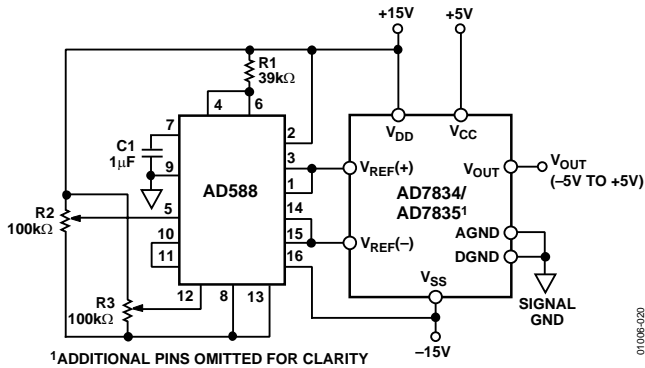 +15V
+5V
R1
39kΩ
4
6
7
2
C1
1μF
3
VDD
VCC
9
1
VREF(+)
VOUT
VOUT
(–5V TO +5V)
AD588
AD7834/
AD7835¹
R2
100kΩ
5
14
AGND
10
15
VREF(–)
DGND
11
16
VSS
R3
100kΩ
12
8
13
SIGNAL
GND
–15V
¹ADDITIONAL PINS OMITTED FOR CLARITY
01006-020